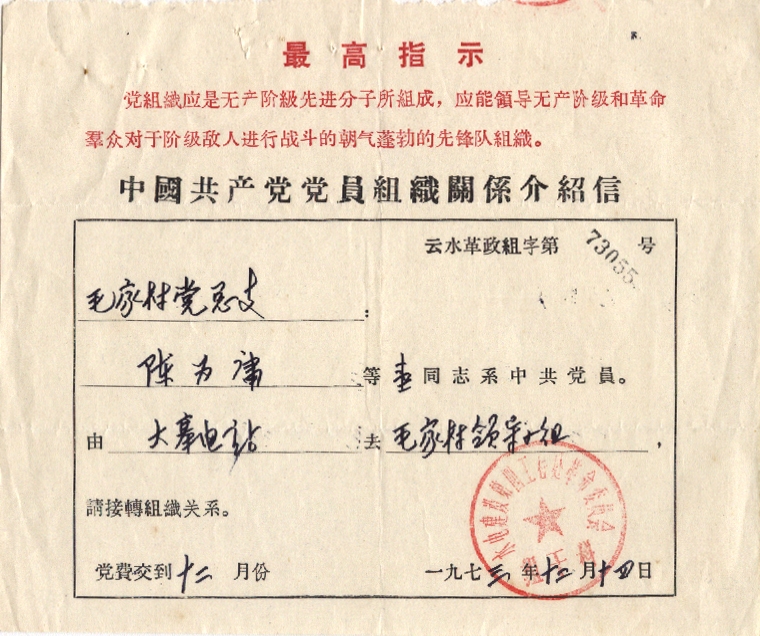 最高指示
党組織应是无产阶級先进分子所組成，应能領导无产阶级和革命
羣众对于阶级敌人进行战斗的朝气蓬勃的先锋队組織。
中國共产党党員組織關係介紹信
云水革政組字第 73055 号
毛家村党总支：
陈为 等 同志系中共党員。
由 大寨电站 去 毛家村領导小组，
請接轉組織关系。
党費交到 十二 月份
一九七三年十二月十四日